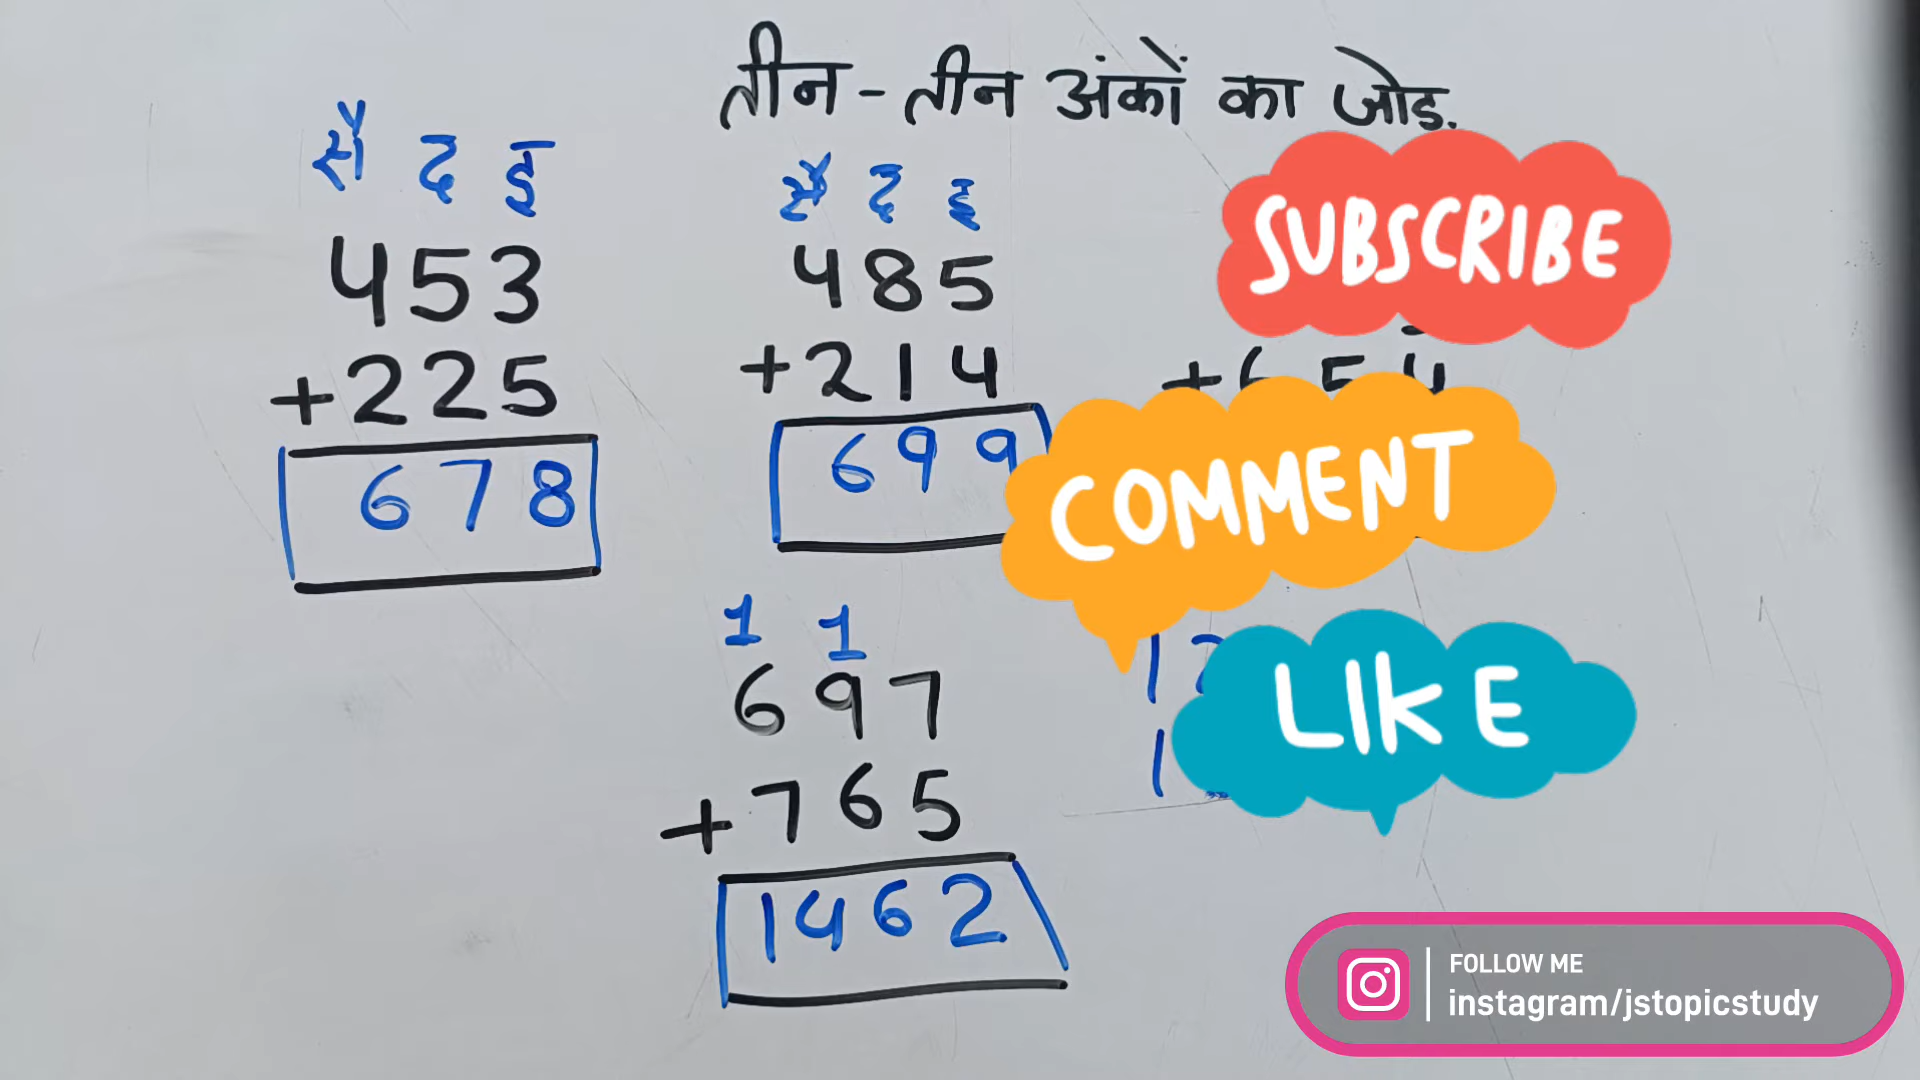 तीन - तीन अंकों का जोड.
सै द इ
453
+225
678
सै द इ
485
+214
699
1 1
697
+765
1462
SUBSCRIBE
COMMENT
LIKE
FOLLOW ME
instagram/jstopicstudy